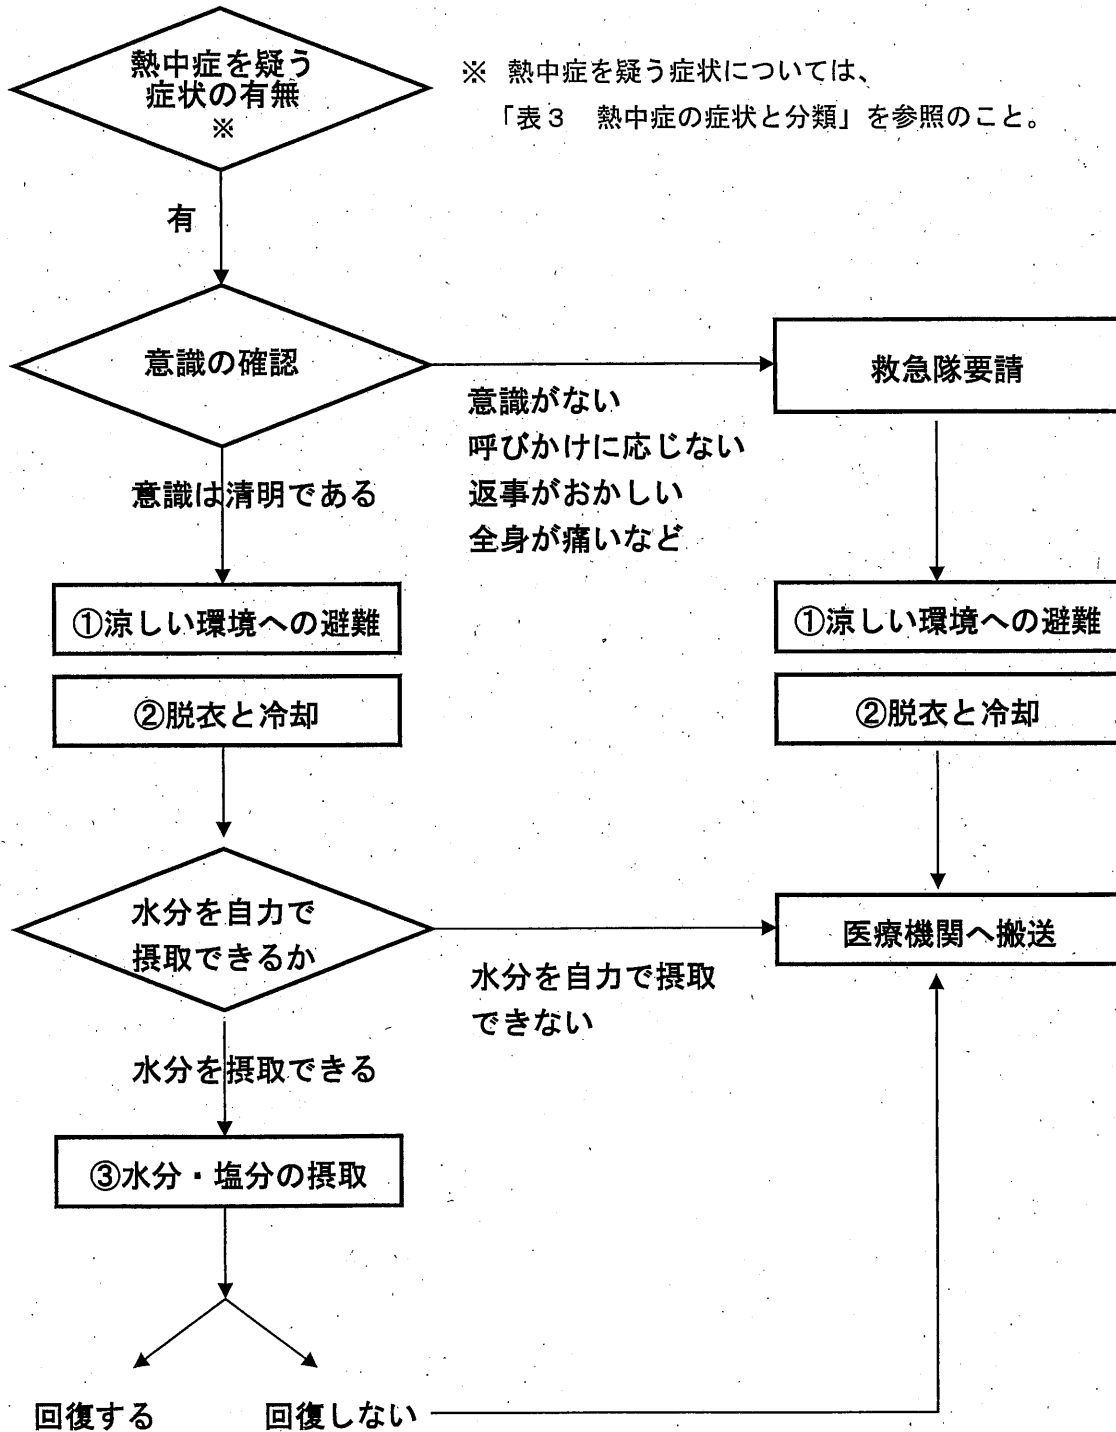 熱中症を疑う
症状の有無
※
※ 熱中症を疑う症状については、
「表3　熱中症の症状と分類」を参照のこと。
有
意識の確認
救急隊要請
意識がない
呼びかけに応じない
返事がおかしい
全身が痛いなど
意識は清明である
①涼しい環境への避難
①涼しい環境への避難
②脱衣と冷却
②脱衣と冷却
水分を自力で
摂取できるか
医療機関へ搬送
水分を自力で摂取
できない
水分を摂取できる
③水分・塩分の摂取
回復する
回復しない